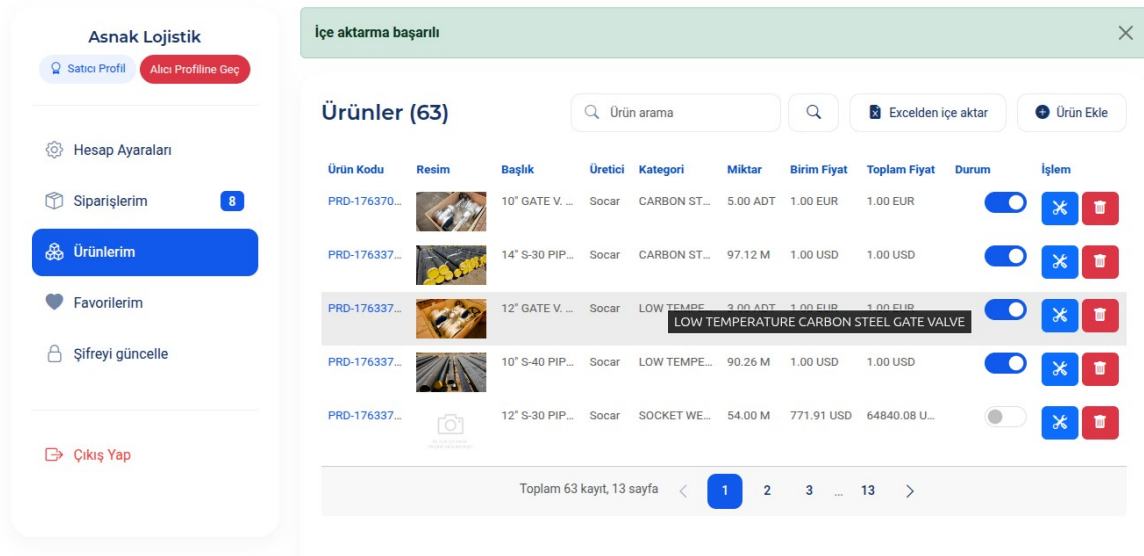 Asnak Lojistik
Satıcı Profil
Alıcı Profiline Geç
Hesap Ayaraları
Siparişlerim 8
Ürünlerim
Favorilerim
Şifreyi güncelle
Çıkış Yap
İçe aktarma başarılı
Ürünler (63)
Ürün arama
Excelden içe aktar
Ürün Ekle
Ürün Kodu Resim Başlık Üretici Kategori Miktar Birim Fiyat Toplam Fiyat Durum İşlem
PRD-176370... 10" GATE V. ... Socar CARBON ST... 5.00 ADT 1.00 EUR 1.00 EUR
PRD-176337... 14" S-30 PIP... Socar CARBON ST... 97.12 M 1.00 USD 1.00 USD
PRD-176337... 12" GATE V. ... Socar LOW TEMPE... 3.00 ADT 1.00 EUR 1.00 EUR
LOW TEMPERATURE CARBON STEEL GATE VALVE
PRD-176337... 10" S-40 PIP... Socar LOW TEMPE... 90.26 M 1.00 USD 1.00 USD
PRD-176337... 12" S-30 PIP... Socar SOCKET WE... 54.00 M 771.91 USD 64840.08 U...
Toplam 63 kayıt, 13 sayfa
1 2 3 ... 13